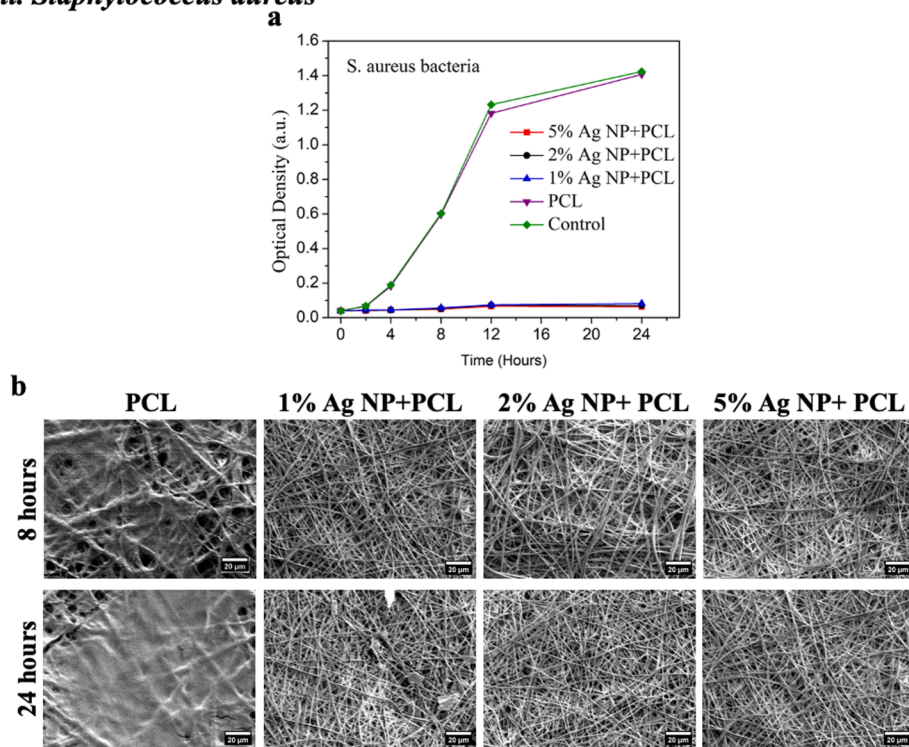 Staphylococcus aureus
a
S. aureus bacteria
1.6
1.4
1.2
1.0
0.8
0.6
0.4
0.2
0.0
Optical Density (a.u.)
5% Ag NP+PCL
2% Ag NP+PCL
1% Ag NP+PCL
PCL
Control
0 4 8 12 16 20 24
Time (Hours)
b
PCL 1% Ag NP+PCL 2% Ag NP+ PCL 5% Ag NP+ PCL
8 hours
20 µm 20 µm 20 µm 20 µm
24 hours
20 µm 20 µm 20 µm 20 µm